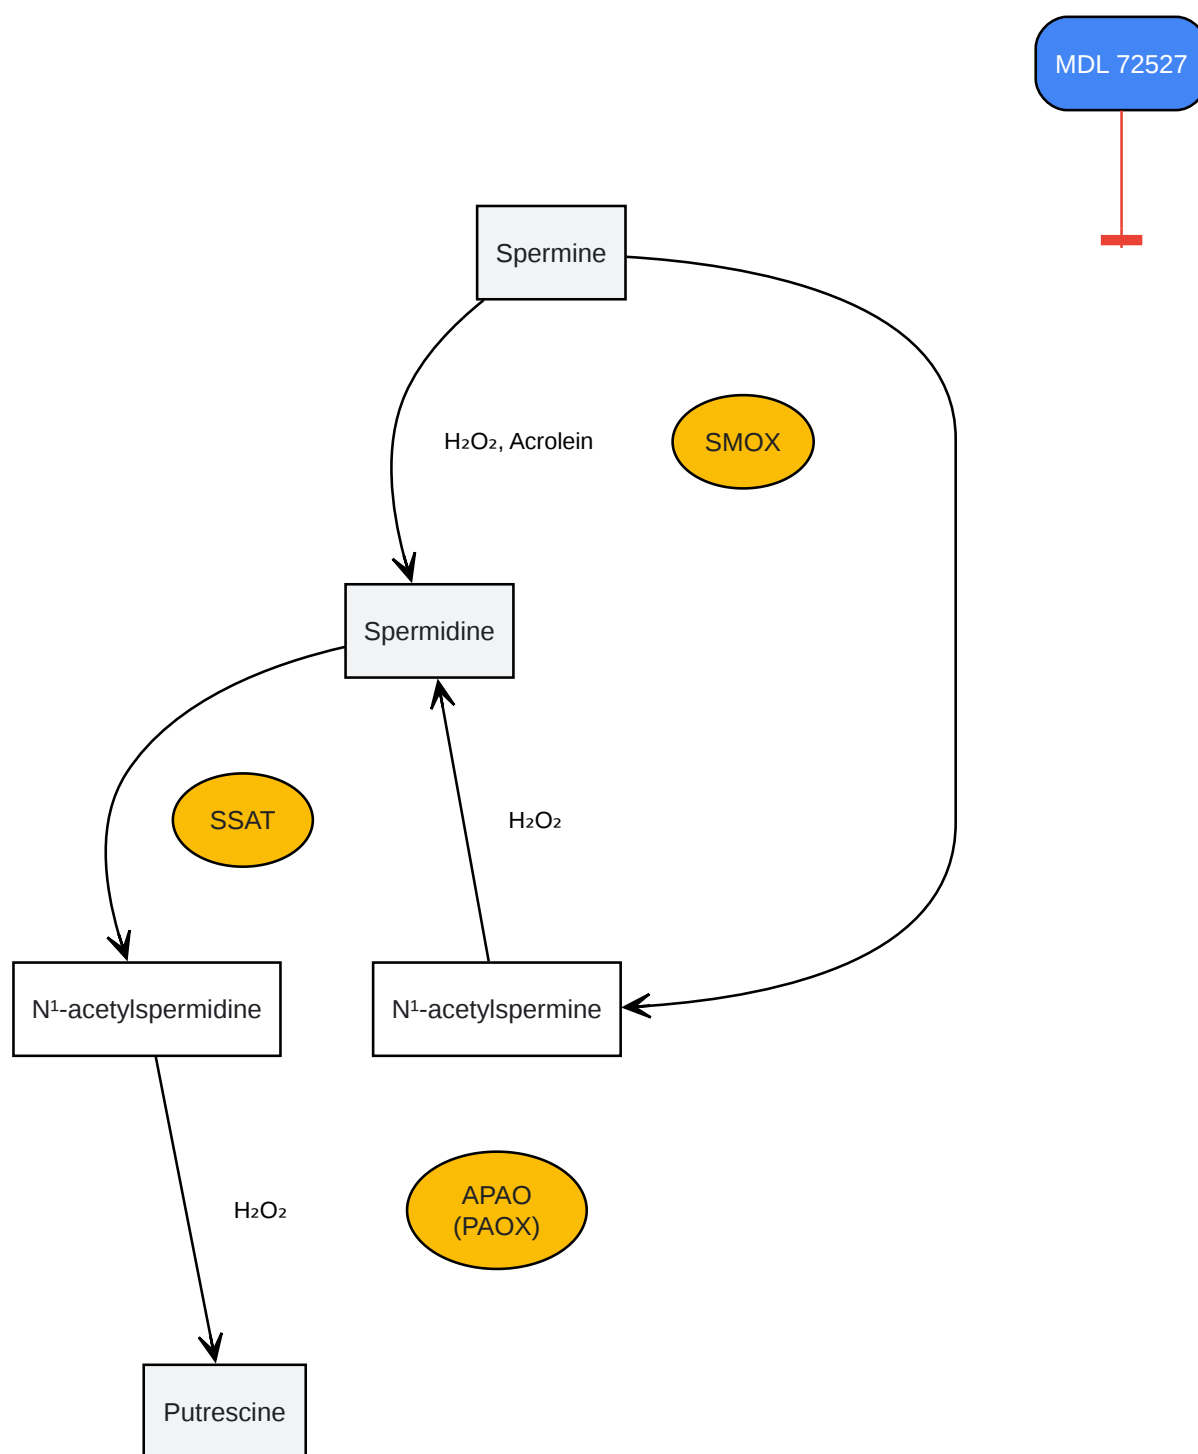 MDL 72527
Spermine
H₂O₂, Acrolein
SMOX
Spermidine
SSAT
H₂O₂
N¹-acetylspermidine
N¹-acetylspermine
H₂O₂
APAO
(PAOX)
Putrescine